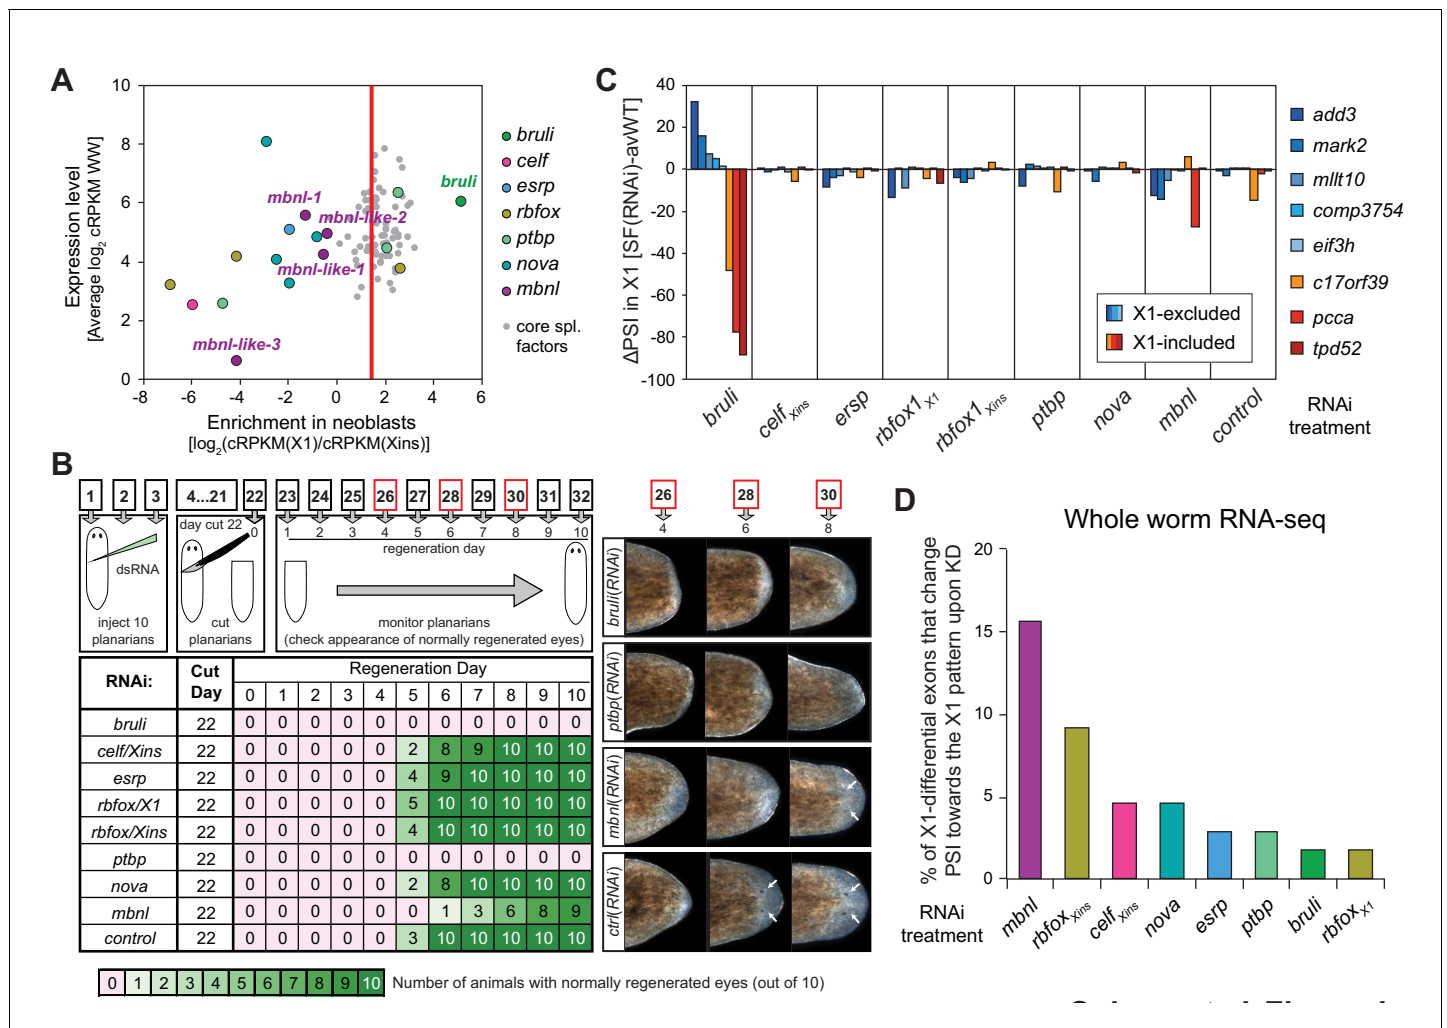 A
10
8
6
4
2
0
-8
-6
-4
-2
0
2
4
6
Expression level
[Average log2 cRPKM WW]
Enrichment in neoblasts
[log2(cRPKM(X1)/cRPKM(Xins)]
bruli
mbnl-1
mbnl-like-2
mbnl-like-1
mbnl-like-3
bruli
celf
esrp
rbfox
ptbp
nova
mbnl
core spl.
factors
C
40
20
0
-20
-40
-60
-80
-100
ΔPSI in X1 [SF(RNAi)-avWT]
X1-excluded
X1-included
add3
mark2
mllt10
comp3754
eif3h
c17orf39
pcca
tpd52
bruli
celf Xins
ersp
rbfox1 X1
rbfox1 Xins
ptbp
nova
mbnl
control
RNAi
treatment
B
1 2 3 4...21 22 23 24 25 26 27 28 29 30 31 32
day cut 22
0 1 2 3 4 5 6 7 8 9 10
regeneration day
dsRNA
inject 10
planarians
cut
planarians
monitor planarians
(check appearance of normally regenerated eyes)
RNAi: Cut Day Regeneration Day
0 1 2 3 4 5 6 7 8 9 10
bruli 22 0 0 0 0 0 0 0 0 0 0 0
celf/Xins 22 0 0 0 0 0 2 8 9 10 10 10
esrp 22 0 0 0 0 0 4 9 10 10 10 10
rbfox/X1 22 0 0 0 0 0 5 10 10 10 10 10
rbfox/Xins 22 0 0 0 0 0 4 10 10 10 10 10
ptbp 22 0 0 0 0 0 0 0 0 0 0 0
nova 22 0 0 0 0 0 2 8 10 10 10 10
mbnl 22 0 0 0 0 0 0 1 3 6 8 9
control 22 0 0 0 0 0 3 10 10 10 10 10
0 1 2 3 4 5 6 7 8 9 10 Number of animals with normally regenerated eyes (out of 10)
26 28 30
4 6 8
bruli(RNAi)
ptbp(RNAi)
mbnl(RNAi)
ctrl(RNAi)
D
Whole worm RNA-seq
20
15
10
5
0
% of X1-differential exons that change
PSI towards the X1 pattern upon KD
RNAi
treatment
mbnl
rbfox Xins
celf Xins
nova
esrp
ptbp
bruli
rbfox X1